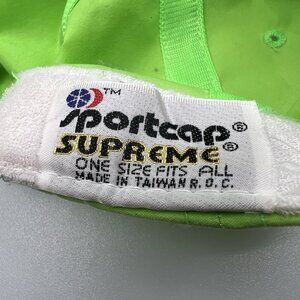 ™
Sportcap®
SUPREME®
ONE SIZE FITS ALL
MADE IN TAIWAN R.O.C.